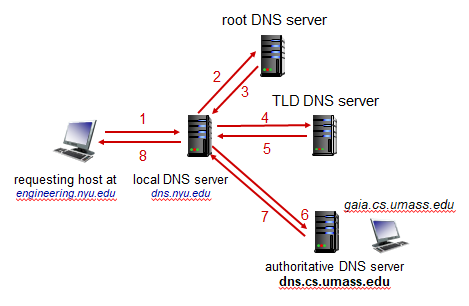 root DNS server
2
3
TLD DNS server
1
4
8
5
requesting host at
engineering.nyu.edu
local DNS server
dns.nyu.edu
7
6
gaia.cs.umass.edu
authoritative DNS server
dns.cs.umass.edu